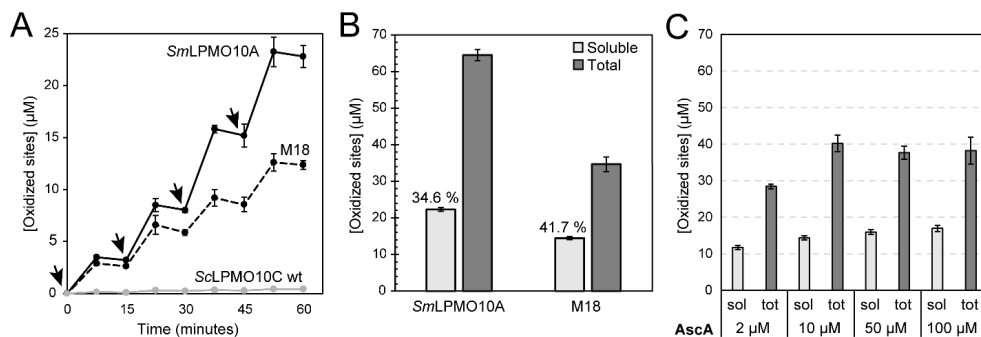 A
[Oxidized sites] (µM)
25
20
15
10
5
0
SmLPMO10A
M18
ScLPMO10C wt
0 15 30 45 60
Time (minutes)
B
[Oxidized sites] (µM)
70
60
50
40
30
20
10
0
Soluble
Total
34.6 %
41.7 %
SmLPMO10A M18
C
[Oxidized sites] (µM)
70
60
50
40
30
20
10
0
sol tot sol tot sol tot sol tot
AscA 2 µM 10 µM 50 µM 100 µM